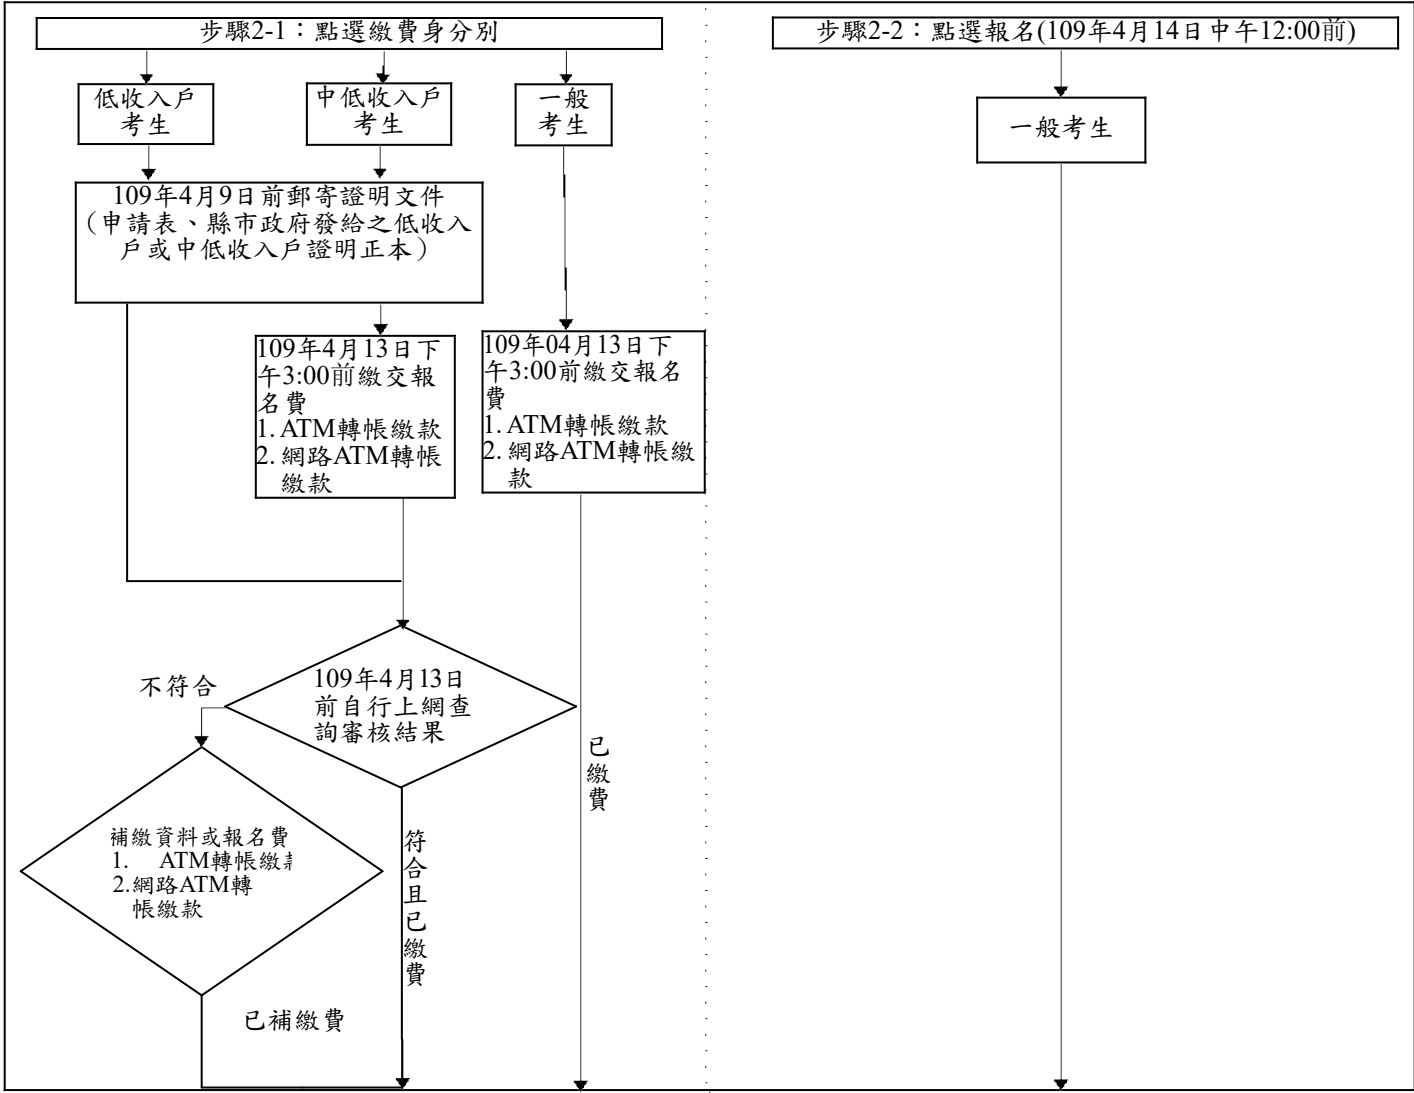 步驟2-1：點選繳費身分別
步驟2-2：點選報名(109年4月14日中午12:00前)
低收入戶
考生
中低收入戶
考生
一般
考生
一般考生
109年4月9日前郵寄證明文件
（申請表、縣市政府發給之低收入
戶或中低收入戶證明正本）
109年4月13日下
午3:00前繳交報
名費
1. ATM轉帳繳款
2. 網路ATM轉帳
繳款
109年04月13日下
午3:00前繳交報名
費
1. ATM轉帳繳款
2. 網路ATM轉帳繳
款
不符合
109年4月13日
前自行上網查
詢審核結果
已
繳
費
補繳資料或報名費
1. ATM轉帳繳
2.網路ATM轉
帳繳款
符
合
且
已
繳
費
已補繳費